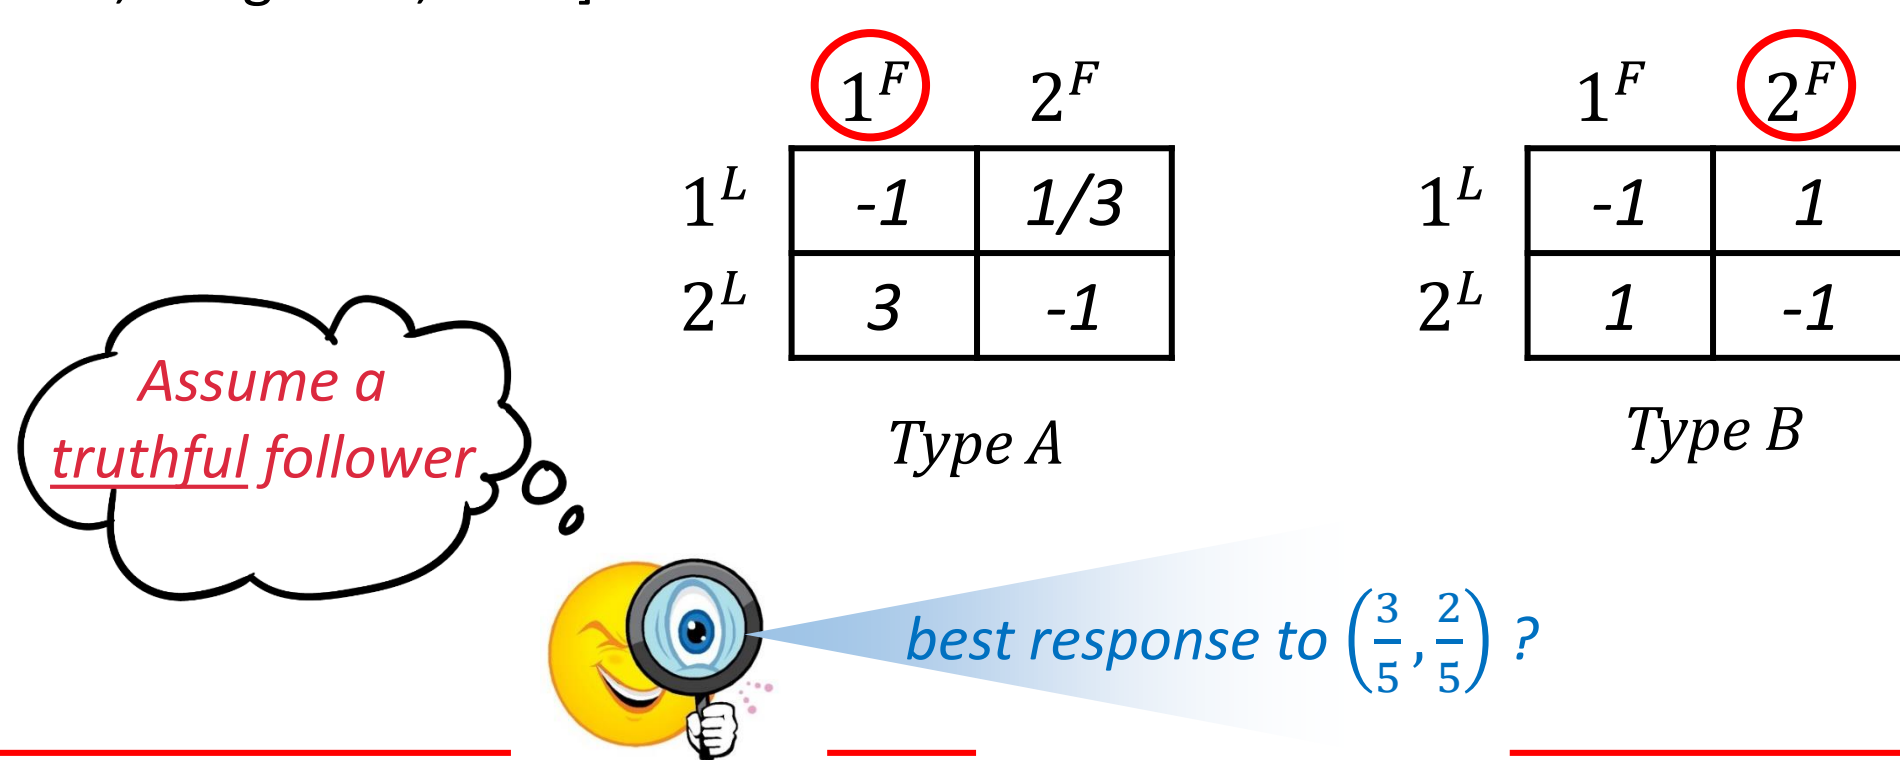 1^F 2^F 1^F 2^F
1^L -1 1/3 1^L -1 1
2^L 3 -1 2^L 1 -1
Type A Type B
Assume a
truthful follower
best response to (3/5, 2/5) ?